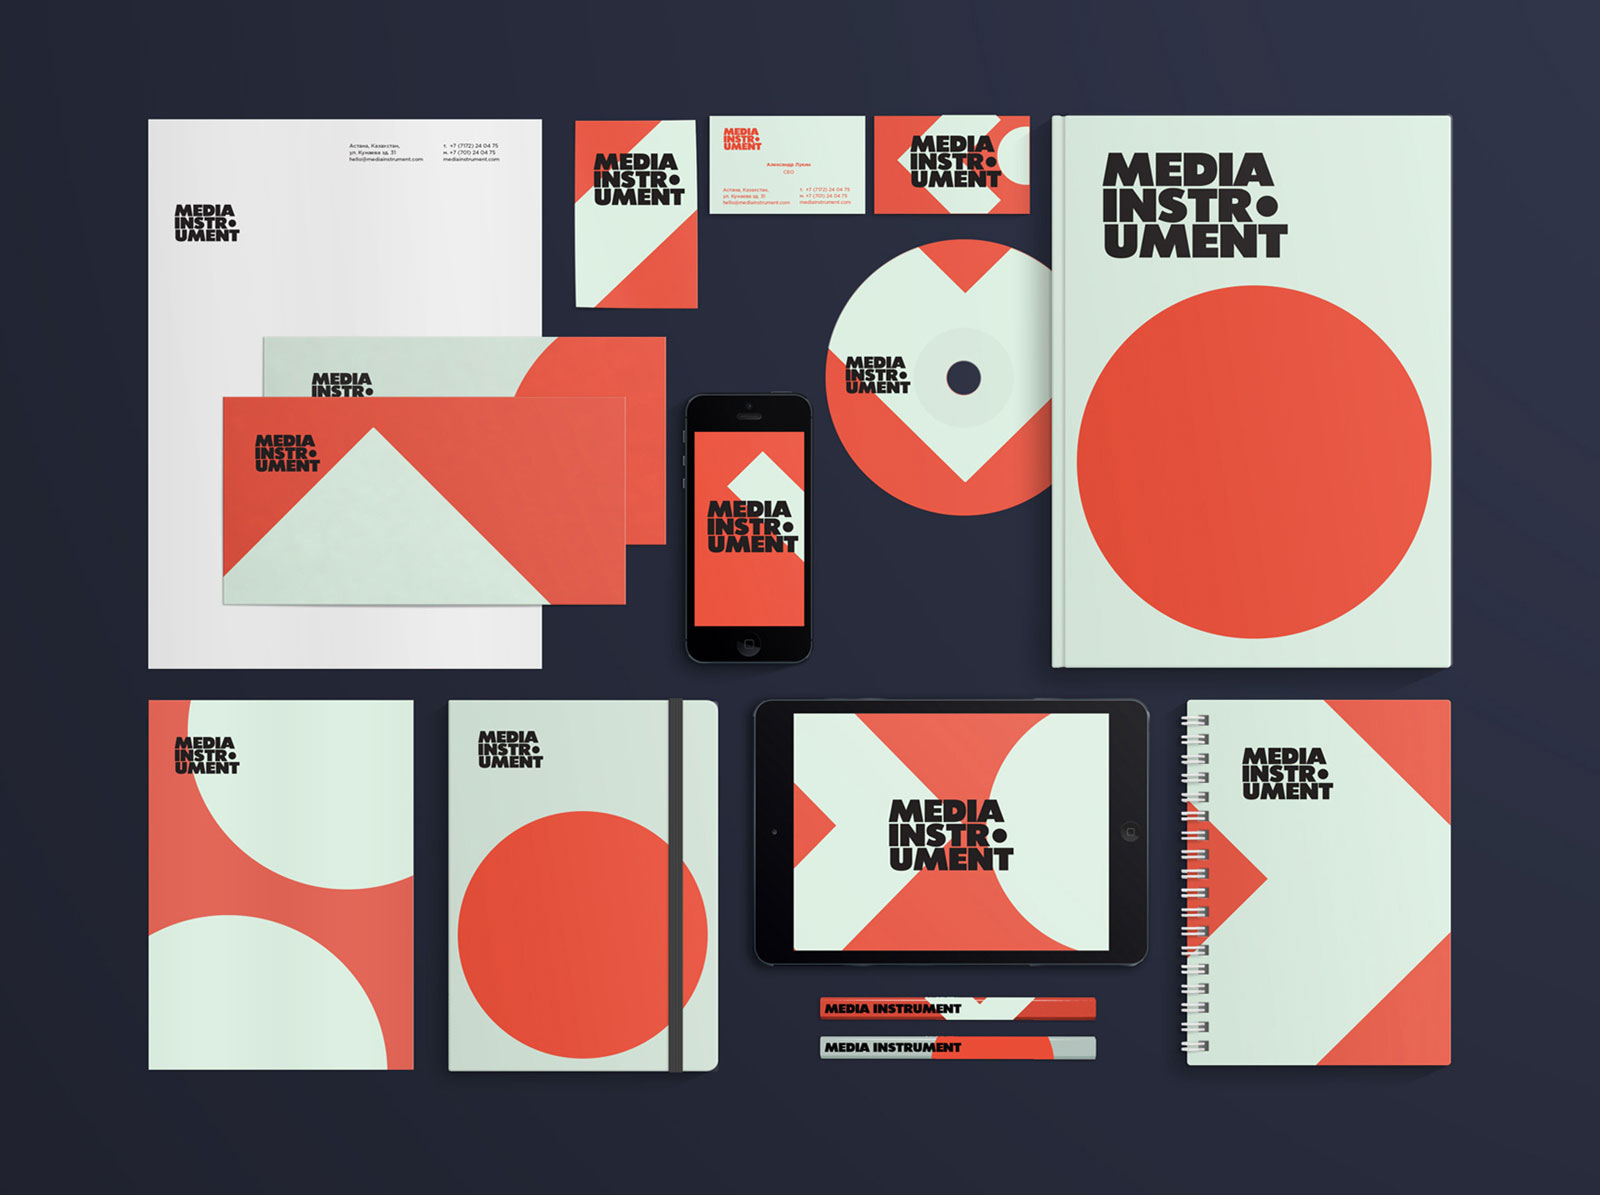 Астана, Казахстан,
ул. Кунаева зд. 31
hello@mediainstrument.com
т. +7 (7172) 24 04 75
м. +7 (701) 24 04 75
mediainstrument.com
MEDIA
INSTR•
UMENT
MEDIA
INSTR•
UMENT
MEDIA
INSTR•
UMENT
Александр Лукин
CEO
Астана, Казахстан,
ул. Кунаева зд. 31
hello@mediainstrument.com
т. +7 (7172) 24 04 75
м. +7 (701) 24 04 75
mediainstrument.com
MEDIA
INSTR•
UMENT
MEDIA
INSTR•
UMENT
MEDIA
INSTR•
MEDIA
INSTR•
UMENT
MEDIA
INSTR•
UMENT
MEDIA
INSTR•
UMENT
MEDIA
INSTR•
UMENT
MEDIA
INSTR•
UMENT
MEDIA
INSTR•
UMENT
MEDIA
INSTR•
UMENT
MEDIA INSTRUMENT
MEDIA INSTRUMENT